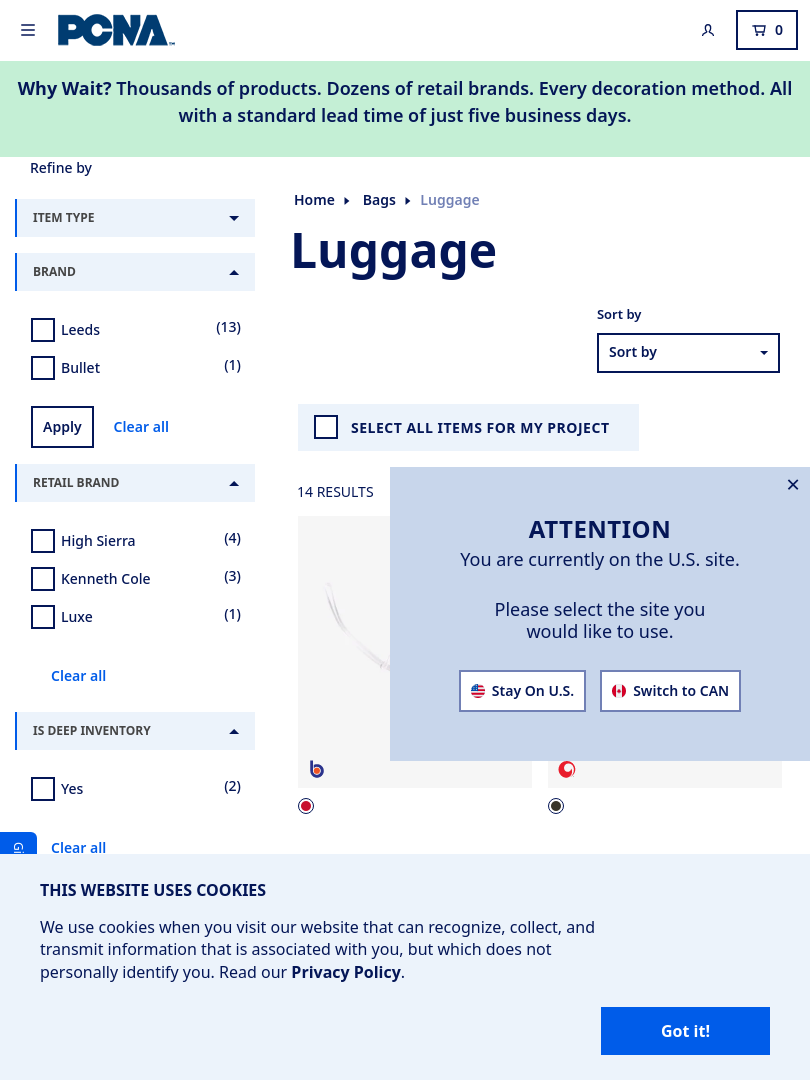 PCNA
0
Why Wait? Thousands of products. Dozens of retail brands. Every decoration method. All
with a standard lead time of just five business days.
Refine by
ITEM TYPE
BRAND
Leeds (13)
Bullet (1)
Apply Clear all
RETAIL BRAND
High Sierra (4)
Kenneth Cole (3)
Luxe (1)
Clear all
IS DEEP INVENTORY
Yes (2)
Clear all
Home Bags Luggage
Luggage
Sort by
Sort by
SELECT ALL ITEMS FOR MY PROJECT
14 RESULTS
ATTENTION
You are currently on the U.S. site.
Please select the site you
would like to use.
Stay On U.S. Switch to CAN
THIS WEBSITE USES COOKIES
We use cookies when you visit our website that can recognize, collect, and
transmit information that is associated with you, but which does not
personally identify you. Read our Privacy Policy.
Got it!